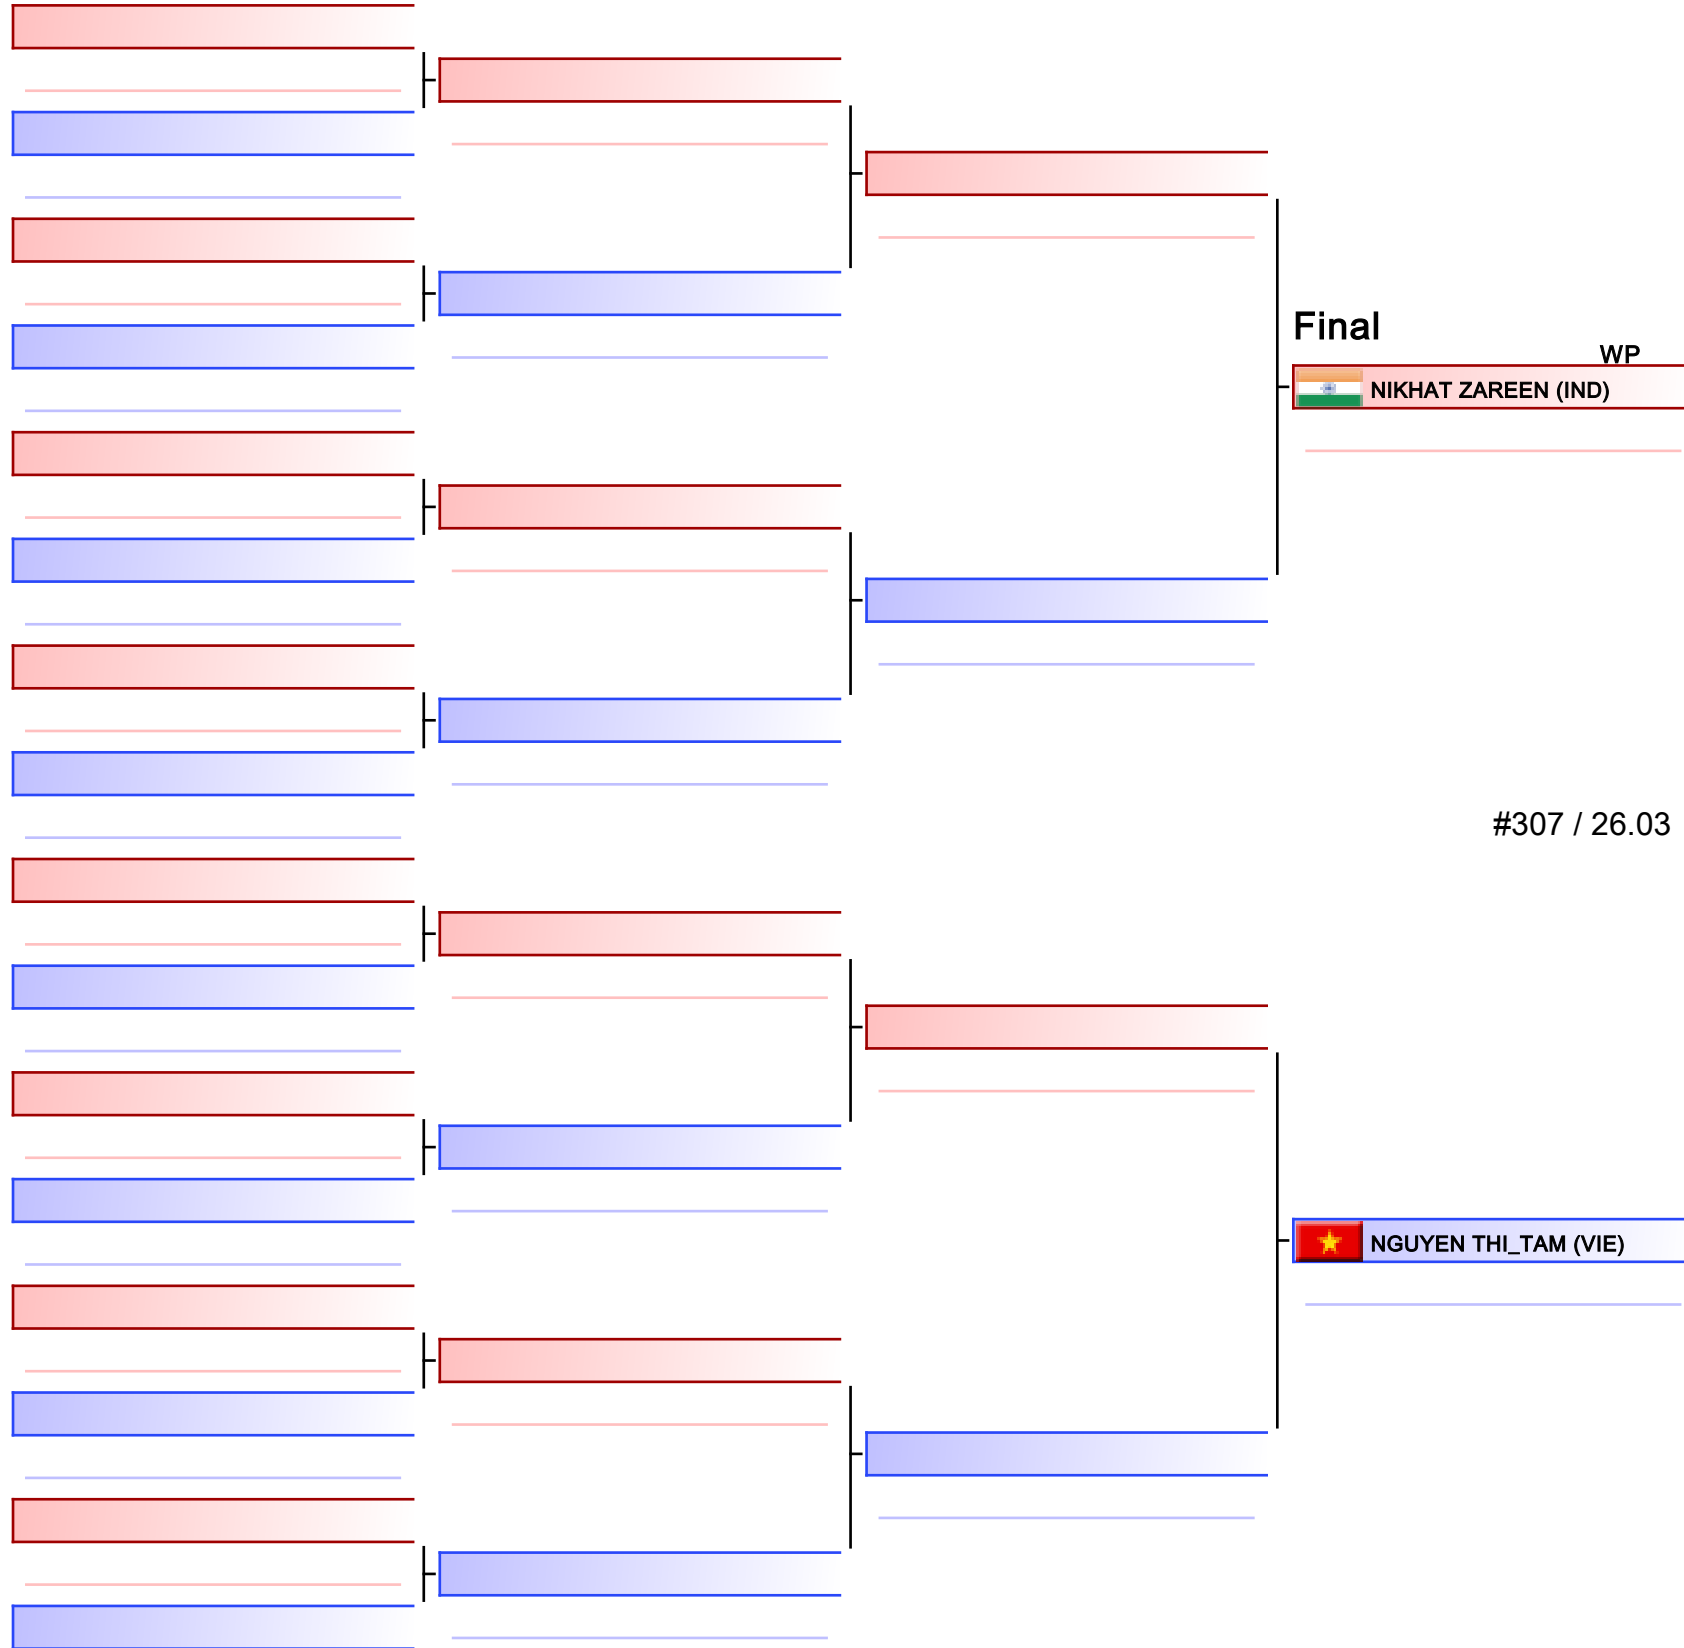 Final
WP
NIKHAT ZAREEN (IND)
#307 / 26.03
NGUYEN THI_TAM (VIE)